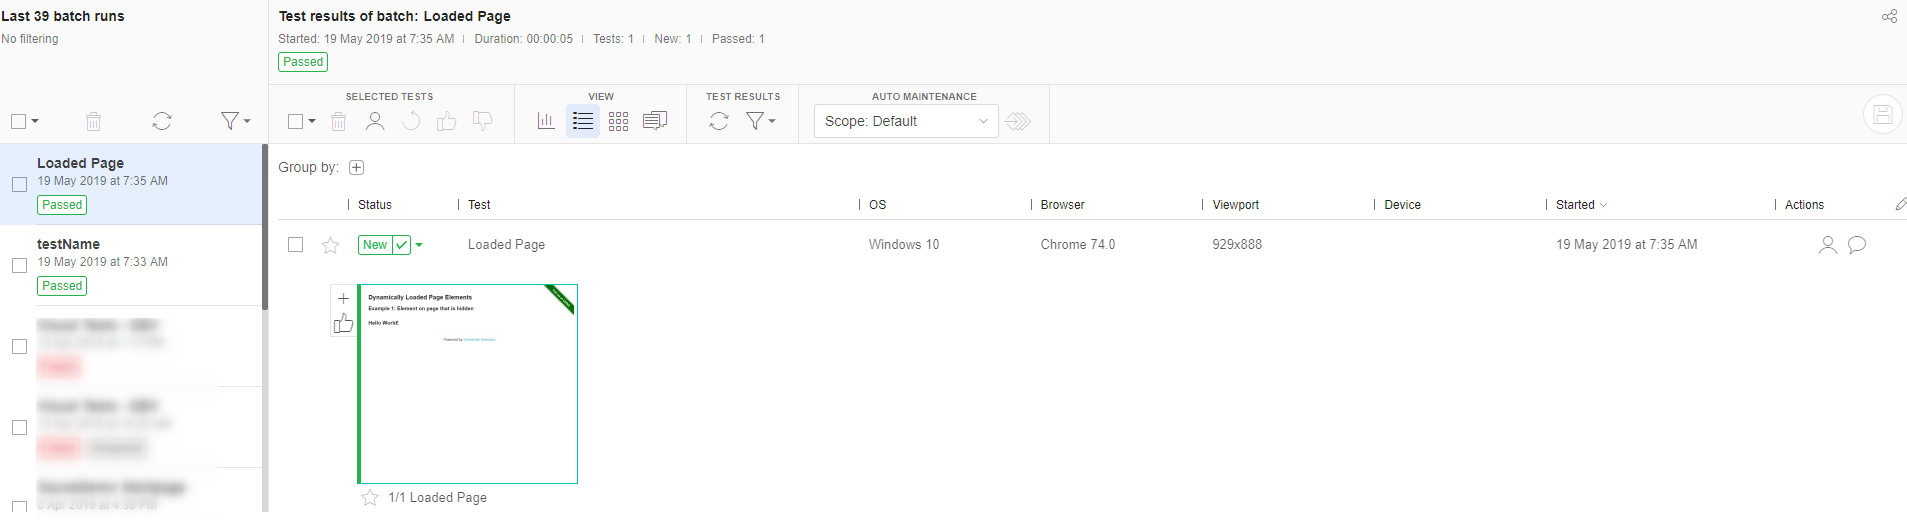 Last 39 batch runs
No filtering
Loaded Page
19 May 2019 at 7:35 AM
Passed
testName
19 May 2019 at 7:33 AM
Passed
Test results of batch: Loaded Page
Started: 19 May 2019 at 7:35 AM | Duration: 00:00:05 | Tests: 1 | New: 1 | Passed: 1
Passed
SELECTED TESTS VIEW TEST RESULTS AUTO MAINTENANCE
Scope: Default
Group by:
Status Test OS Browser Viewport Device Started Actions
New Loaded Page Windows 10 Chrome 74.0 929x888 19 May 2019 at 7:35 AM
Dynamically Loaded Page Elements
Example 1: Element on page that is hidden
Hello World!
Powered by Elemental Selenium
1/1 Loaded Page